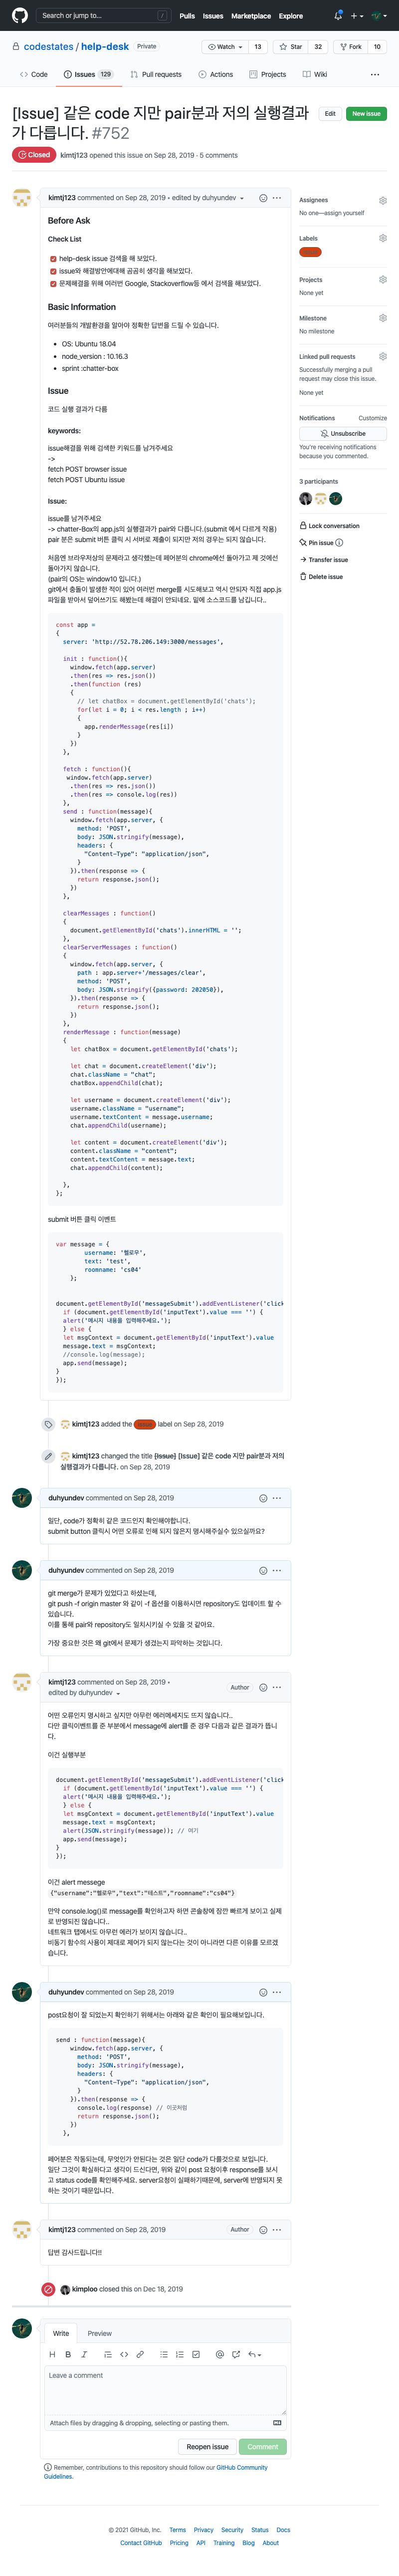 Search or jump to...
/
Pulls Issues Marketplace Explore
codestates / help-desk Private
Watch 13 Star 32 Fork 10
Code Issues 129 Pull requests Actions Projects Wiki ...
[Issue] 같은 code 지만 pair분과 저의 실행결과
가 다릅니다. #752
Edit New issue
Closed kimtj123 opened this issue on Sep 28, 2019 · 5 comments
kimtj123 commented on Sep 28, 2019 • edited by duhyundev
Before Ask
Check List
help-desk issue 검색을 해 보았다.
issue와 해결방안에대해 곰곰히 생각을 해보았다.
문제해결을 위해 여러번 Google, Stackoverflow등 에서 검색을 해보았다.
Basic Information
여러분들의 개발환경을 알아야 정확한 답변을 드릴 수 있습니다.
OS: Ubuntu 18.04
node_version : 10.16.3
sprint :chatter-box
Issue
코드 실행 결과가 다름
keywords:
issue해결을 위해 검색한 키워드를 남겨주세요
->
fetch POST browser issue
fetch POST Ubuntu issue
Issue:
issue를 남겨주세요
-> chatter-Box의 app.js의 실행결과가 pair와 다릅니다.(submit 에서 다르게 작용)
pair 분은 submit 버튼 클릭 시 서버로 제출이 되지만 저의 경우는 되지 않습니다.
처음엔 브라우저상의 문제라고 생각했는데 페어분의 chrome에선 돌아가고 제 것에선
돌아가지 않습니다.
(pair의 OS는 window10 입니다.)
git에서 충돌이 발생한 적이 있어 여러번 merge를 시도해보고 역시 안되자 직접 app.js
파일을 받아서 덮어쓰기도 해봤는데 해결이 안되네요. 밑에 소스코드를 남깁니다..
const app =
{
server: 'http://52.78.206.149:3000/messages',
init : function(){
window.fetch(app.server)
.then(res => res.json())
.then(function (res)
{
// let chatBox = document.getElementById('chats');
for(let i = 0; i < res.length ; i++)
{
app.renderMessage(res[i])
}
})
},
fetch : function(){
window.fetch(app.server)
.then(res => res.json())
.then(res => console.log(res))
},
send : function(message){
window.fetch(app.server, {
method: 'POST',
body: JSON.stringify(message),
headers: {
"Content-Type": "application/json",
}
}).then(response => {
return response.json();
})
},
clearMessages : function()
{
document.getElementById('chats').innerHTML = '';
},
clearServerMessages : function()
{
window.fetch(app.server, {
path : app.server+'/messages/clear',
method: 'POST',
body: JSON.stringify({password: 202050}),
}).then(response => {
return response.json();
})
},
renderMessage : function(message)
{
let chatBox = document.getElementById('chats');
let chat = document.createElement('div');
chat.className = "chat";
chatBox.appendChild(chat);
let username = document.createElement('div');
username.className = "username";
username.textContent = message.username;
chat.appendChild(username);
let content = document.createElement('div');
content.className = "content";
content.textContent = message.text;
chat.appendChild(content);
},
};
submit 버튼 클릭 이벤트
var message = {
username: '헬로우',
text: 'test',
roomname: 'cs04'
};
document.getElementById('messageSubmit').addEventListener('click
if (document.getElementById('inputText').value === '') {
alert('메시지 내용을 입력해주세요.');
} else {
let msgContext = document.getElementById('inputText').value
message.text = msgContext;
//console.log(message);
app.send(message);
}
});
kimtj123 added the label on Sep 28, 2019
kimtj123 changed the title [issue] [Issue] 같은 code 지만 pair분과 저의
실행결과가 다릅니다. on Sep 28, 2019
duhyundev commented on Sep 28, 2019
일단, code가 정확히 같은 코드인지 확인해야합니다.
submit button 클릭시 어떤 오류로 인해 되지 않은지 명시해주실수 있으실까요?
duhyundev commented on Sep 28, 2019
git merge가 문제가 있었다고 하셨는데,
git push -f origin master 와 같이 -f 옵션을 이용하시면 repository도 업데이트 할 수
있습니다.
이를 통해 pair와 repository도 일치시키실 수 있을 것 같아요.
가장 중요한 것은 왜 git에서 문제가 생겼는지 파악하는 것입니다.
kimtj123 commented on Sep 28, 2019 •
edited by duhyundev
Author
어떤 오류인지 명시하고 싶지만 아무런 에러메세지도 뜨지 않습니다..
다만 클릭이벤트를 준 부분에서 message에 alert를 준 경우 다음과 같은 결과가 뜹니
다.
이건 실행부분
document.getElementById('messageSubmit').addEventListener('click
if (document.getElementById('inputText').value === '') {
alert('메시지 내용을 입력해주세요.');
} else {
let msgContext = document.getElementById('inputText').value
message.text = msgContext;
alert(JSON.stringify(message)); // 여기
app.send(message);
}
});
이건 alert messege
{"username":"헬로우","text":"테스트","roomname":"cs04"}
만약 console.log()로 message를 확인하고자 하면 콘솔창에 잠깐 빠르게 보이고 실제
로 반영되진 않습니다..
네트워크 탭에서도 아무런 에러가 보이지 않습니다..
비동기 함수의 사용이 제대로 제어가 되지 않는다는 것이 아니라면 다른 이유를 모르겠
습니다.
duhyundev commented on Sep 28, 2019
post요청이 잘 되었는지 확인하기 위해서는 아래와 같은 확인이 필요해보입니다.
send : function(message){
window.fetch(app.server, {
method: 'POST',
body: JSON.stringify(message),
headers: {
"Content-Type": "application/json",
}
}).then(response => {
console.log(response) // 이곳처럼
return response.json();
})
},
페어분은 작동되는데, 무엇인가 안된다는 것은 일단 code가 다를것으로 보입니다.
일단 그것이 확실하다고 생각이 드신다면, 위와 같이 post 요청이후 response를 보시
고 status code를 확인해주세요. server요청이 실패하기때문에, server에 반영되지 못
하는 것이기 때문입니다.
kimtj123 commented on Sep 28, 2019
Author
답변 감사드립니다!!
kimploo closed this on Dec 18, 2019
Write Preview
Leave a comment
Attach files by dragging & dropping, selecting or pasting them.
Reopen issue Comment
Remember, contributions to this repository should follow our GitHub Community
Guidelines.
Assignees
No one—assign yourself
Labels
Projects
None yet
Milestone
No milestone
Linked pull requests
Successfully merging a pull
request may close this issue.
None yet
Notifications Customize
Unsubscribe
You're receiving notifications
because you commented.
3 participants
Lock conversation
Pin issue
Transfer issue
Delete issue
© 2021 GitHub, Inc. Terms Privacy Security Status Docs
Contact GitHub Pricing API Training Blog About